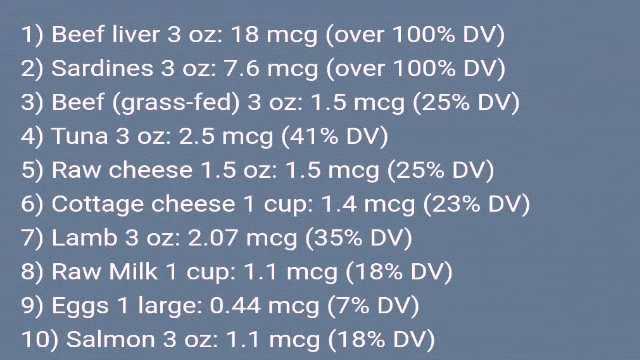 1) Beef liver 3 oz: 18 mcg (over 100% DV)
2) Sardines 3 oz: 7.6 mcg (over 100% DV)
3) Beef (grass-fed) 3 oz: 1.5 mcg (25% DV)
4) Tuna 3 oz: 2.5 mcg (41% DV)
5) Raw cheese 1.5 oz: 1.5 mcg (25% DV)
6) Cottage cheese 1 cup: 1.4 mcg (23% DV)
7) Lamb 3 oz: 2.07 mcg (35% DV)
8) Raw Milk 1 cup: 1.1 mcg (18% DV)
9) Eggs 1 large: 0.44 mcg (7% DV)
10) Salmon 3 oz: 1.1 mcg (18% DV)